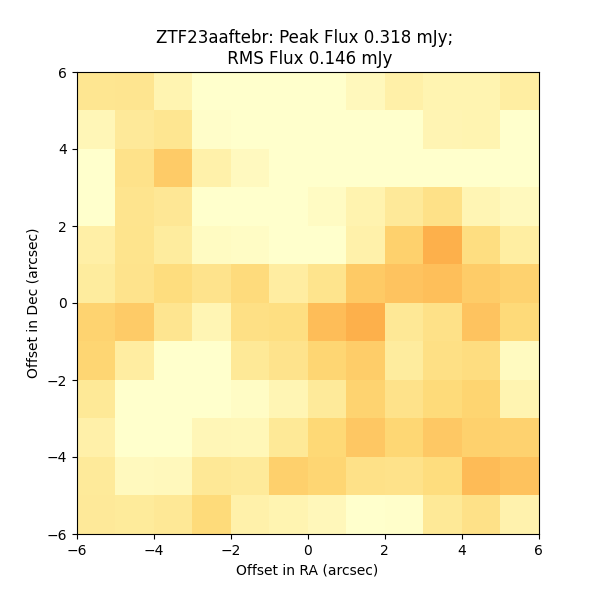 ZTF23aaftebr: Peak Flux 0.318 mJy;
RMS Flux 0.146 mJy
6
4
2
0
−2
−4
−6
Offset in Dec (arcsec)
−6 −4 −2 0 2 4 6
Offset in RA (arcsec)